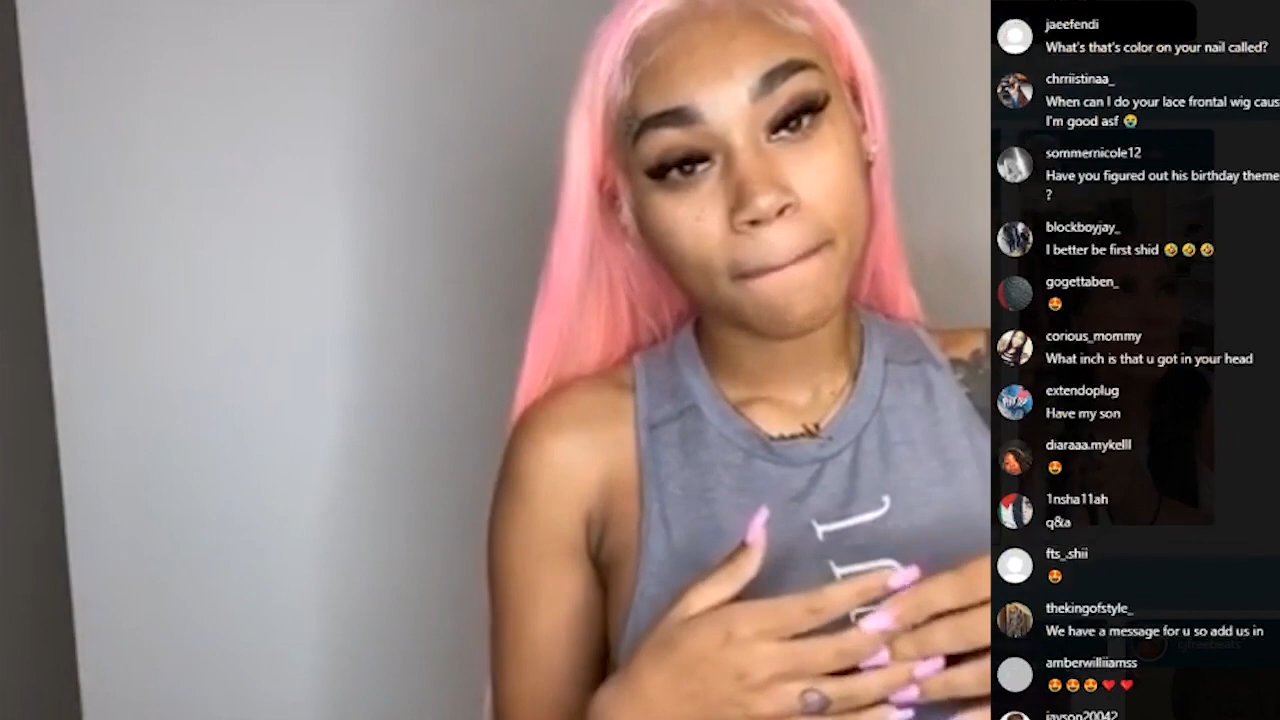 jaeefendi
What's that's color on your nail called?
chrriistinaa_
When can I do your lace frontal wig caus
I'm good asf 😭
sommernicole12
Have you figured out his birthday theme
?
blockboyjay_
I better be first shid 🤣🤣🤣
gogettaben_
😍
corious_mommy
What inch is that u got in your head
extendoplug
Have my son
diaraaa.mykelll
😍
1nsha11ah
q&a
fts_.shii
😍
thekingofstyle_
We have a message for u so add us in
amberwilliiamss
😍😍😍❤️❤️
jayson20042